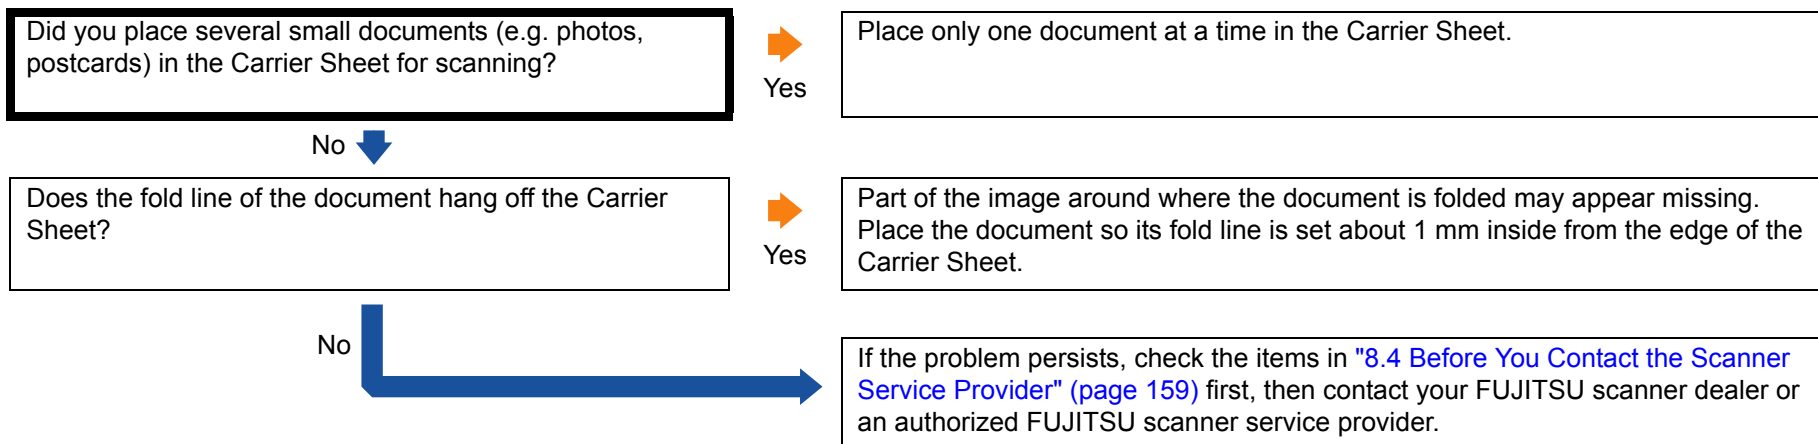 Did you place several small documents (e.g. photos,
postcards) in the Carrier Sheet for scanning?
Yes
Place only one document at a time in the Carrier Sheet.
No
Does the fold line of the document hang off the Carrier
Sheet?
Yes
Part of the image around where the document is folded may appear missing.
Place the document so its fold line is set about 1 mm inside from the edge of the
Carrier Sheet.
No
If the problem persists, check the items in "8.4 Before You Contact the Scanner
Service Provider" (page 159) first, then contact your FUJITSU scanner dealer or
an authorized FUJITSU scanner service provider.